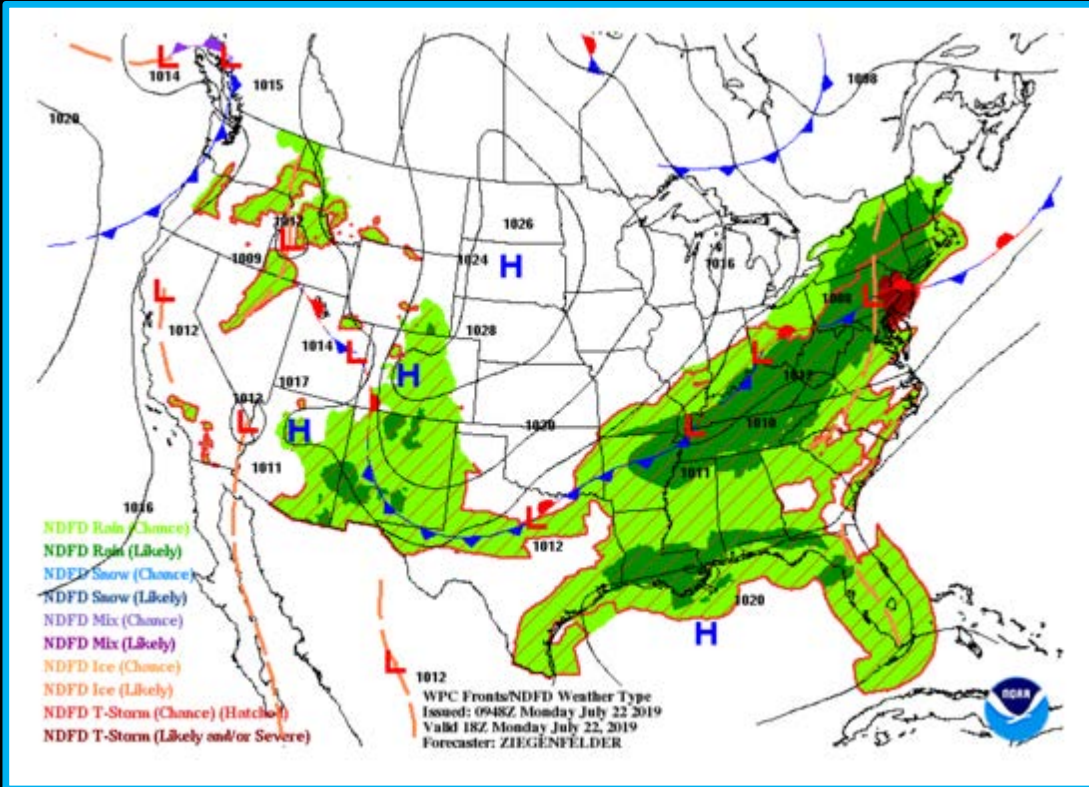 L
1014
L
1015
1008
1020
1026
1012
L
1009
1024
H
1016
L
1012
1008
L
1028
1014
L
L
1017
H
1012
1012
L
H
1020
L
1010
1011
1011
1016
L
1012
1020
H
L
1012
NDFD Rain (Chance)
NDFD Rain (Likely)
NDFD Snow (Chance)
NDFD Snow (Likely)
NDFD Mix (Chance)
NDFD Mix (Likely)
NDFD Ice (Chance)
NDFD Ice (Likely)
NDFD T-Storm (Chance) (Hatched)
NDFD T-Storm (Likely and/or Severe)
WPC Fronts/NDFD Weather Type
Issued: 0948Z Monday July 22 2019
Valid 18Z Monday July 22, 2019
Forecaster: ZIEGENFELDER
NOAA